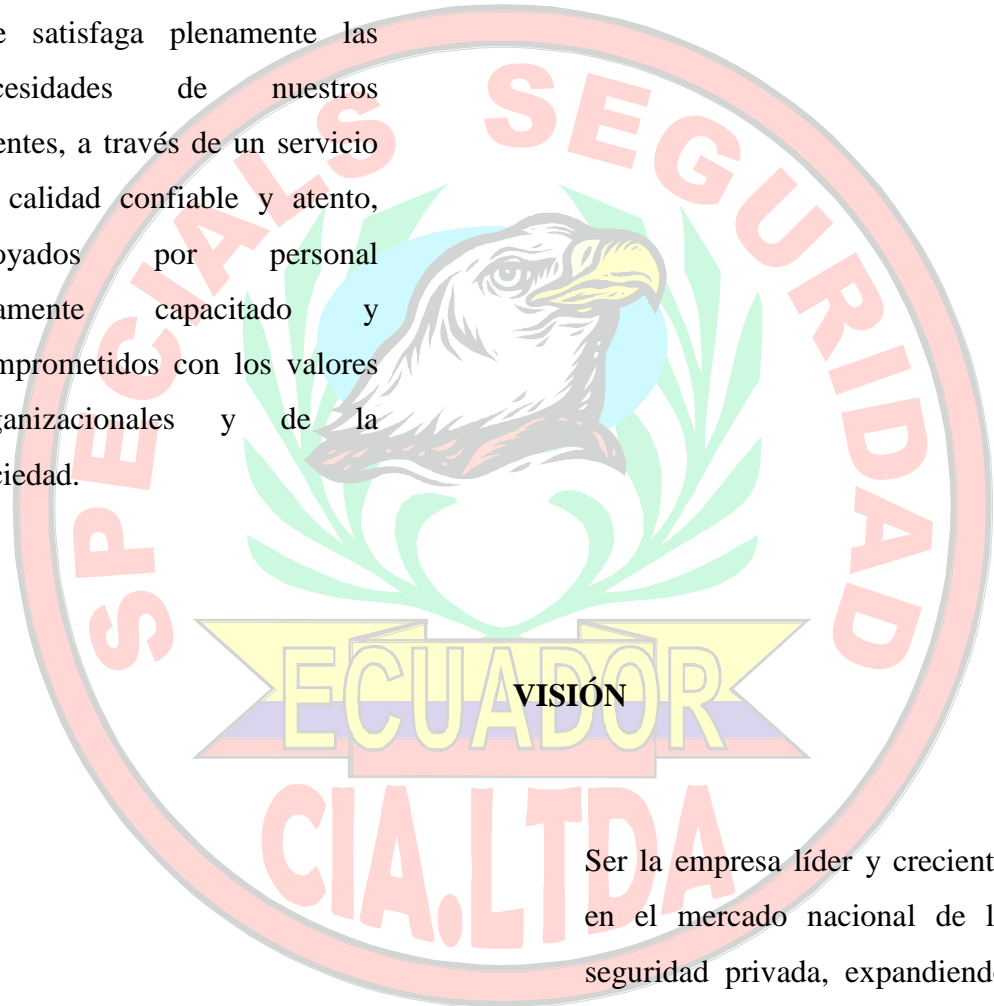 e satisfaga plenamente las
cesidades de nuestros
entes, a través de un servicio
calidad confiable y atento,
oyados por personal
amente capacitado y
mprometidos con los valores
ganizacionales y de la
ciedad.
SPECIALS SEGURIDAD
VISIÓN
ECUADOR
CIA.LTDA
Ser la empresa líder y crecient
en el mercado nacional de l
seguridad privada, expandiend